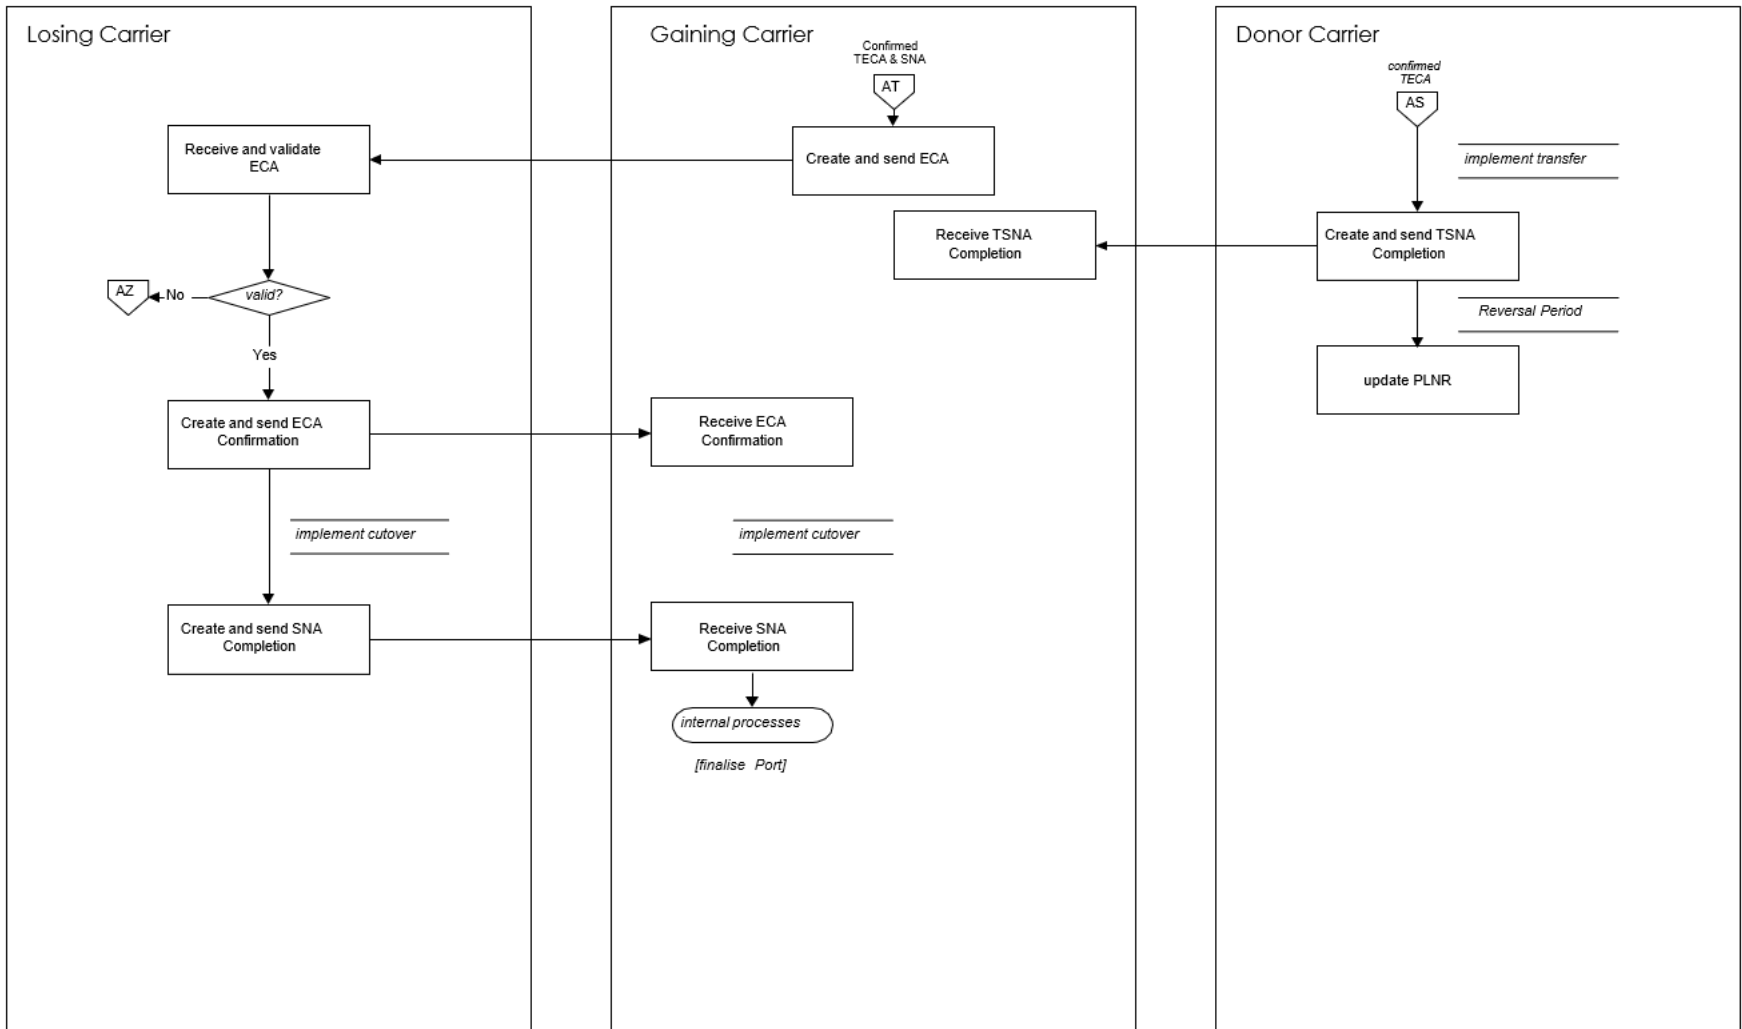 Losing Carrier
Receive and validate
ECA
valid?
No
AZ
Yes
Create and send ECA
Confirmation
implement cutover
Create and send SNA
Completion
Gaining Carrier
Confirmed
TECA & SNA
AT
Create and send ECA
Receive TSNA
Completion
Receive ECA
Confirmation
implement cutover
Receive SNA
Completion
internal processes
[finalise Port]
Donor Carrier
confirmed
TECA
AS
implement transfer
Create and send TSNA
Completion
Reversal Period
update PLNR